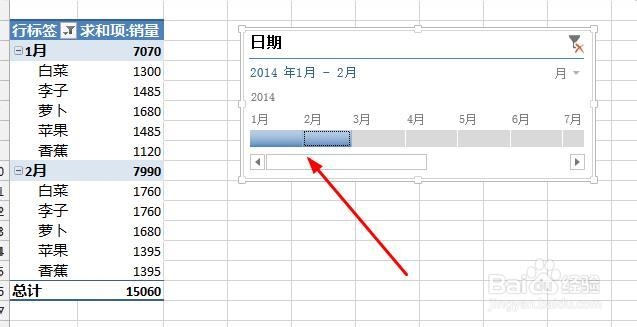 行标签 求和项:销量
1月 7070
白菜 1300
李子 1485
萝卜 1680
苹果 1485
香蕉 1120
2月 7990
白菜 1760
李子 1760
萝卜 1680
苹果 1395
香蕉 1395
总计 15060
日期
2014 年1月 - 2月 月
2014
1月 2月 3月 4月 5月 6月 7月
Baidu 经验
jingyan.baidu.com